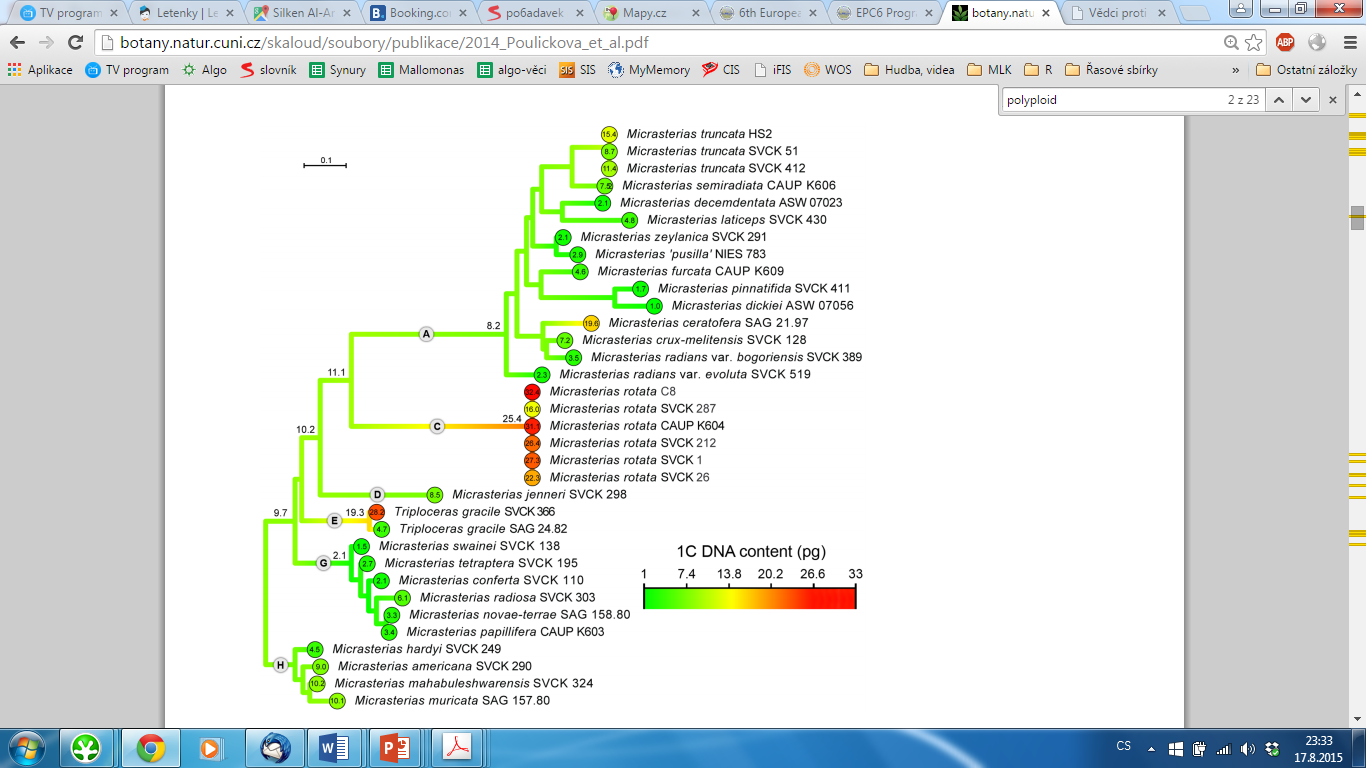 TV program
Letenky | L
Silken Al-An
Booking.co
pořadavek
Mapy.cz
6th Europea
EPC6 Progr
botany.natu
Vědci proti
botany.natur.cuni.cz/skaloud/soubory/publikace/2014_Poulickova_et_al.pdf
ABP
Aplikace TV program Algo slovnik Synury Mallomonas algo-věci SIS MyMemory CIS iFIS WOS Hudba, videa MLK R Řasové sbírky » Ostatní záložky
polyploid 2 z 23
0.1
15.4 Micrasterias truncata HS2
8.7 Micrasterias truncata SVCK 51
11.4 Micrasterias truncata SVCK 412
7.52 Micrasterias semiradiata CAUP K606
2.1 Micrasterias decemdentata ASW 07023
4.8 Micrasterias laticeps SVCK 430
2.1 Micrasterias zeylanica SVCK 291
2.9 Micrasterias 'pusilla' NIES 783
4.6 Micrasterias furcata CAUP K609
1.7 Micrasterias pinnatifida SVCK 411
1.0 Micrasterias dickiei ASW 07056
19.6 Micrasterias ceratofera SAG 21.97
A 8.2
7.2 Micrasterias crux-melitensis SVCK 128
3.5 Micrasterias radians var. bogoriensis SVCK 389
11.1
2.3 Micrasterias radians var. evoluta SVCK 519
32.4 Micrasterias rotata C8
16.0 Micrasterias rotata SVCK 287
C 25.4
31.1 Micrasterias rotata CAUP K604
10.2
26.4 Micrasterias rotata SVCK 212
27.3 Micrasterias rotata SVCK 1
22.3 Micrasterias rotata SVCK 26
D 8.5 Micrasterias jenneri SVCK 298
9.7
E 19.3
28.2 Triploceras gracile SVCK 366
4.7 Triploceras gracile SAG 24.82
G 2.1
1.5 Micrasterias swainei SVCK 138
2.7 Micrasterias tetraptera SVCK 195
2.1 Micrasterias conferta SVCK 110
6.1 Micrasterias radiosa SVCK 303
3.3 Micrasterias novae-terrae SAG 158.80
3.4 Micrasterias papillifera CAUP K603
H
4.5 Micrasterias hardyi SVCK 249
9.0 Micrasterias americana SVCK 290
10.2 Micrasterias mahabuleshwarensis SVCK 324
10.1 Micrasterias muricata SAG 157.80
1C DNA content (pg)
1 7.4 13.8 20.2 26.6 33
CS
23:33
17.8.2015